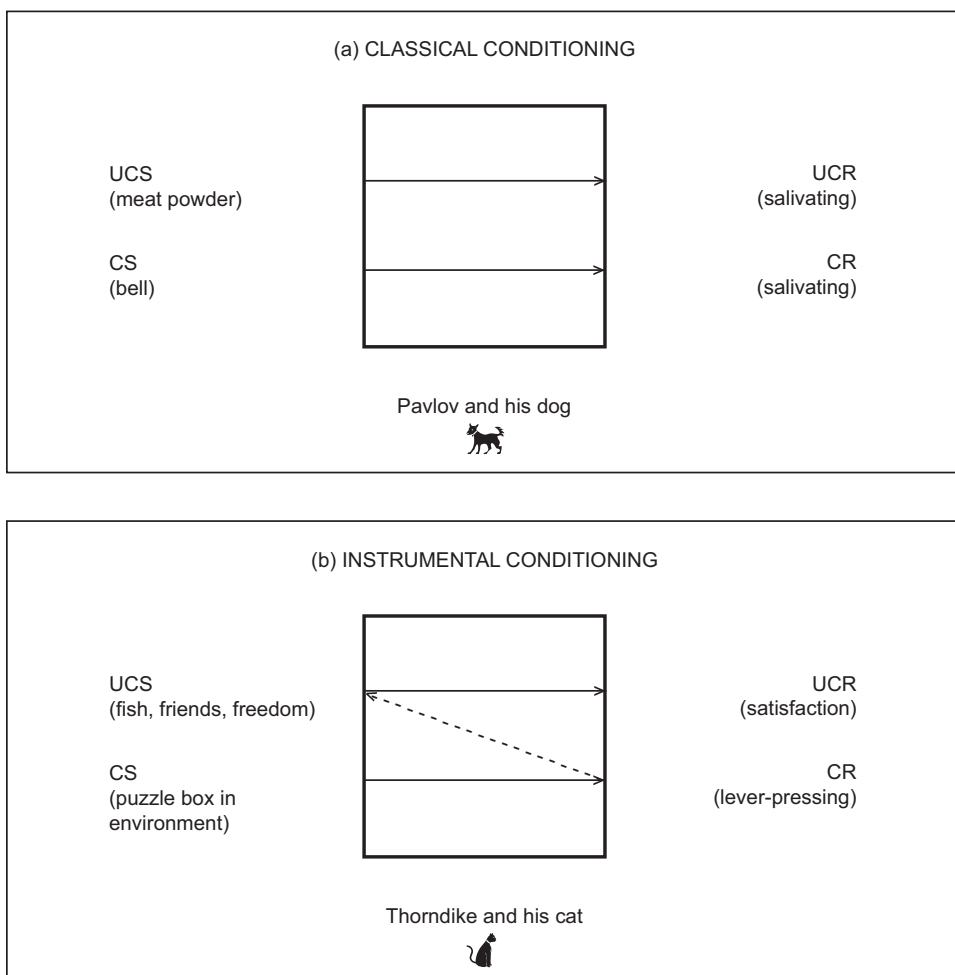 (a) CLASSICAL CONDITIONING
UCS
(meat powder)
UCR
(salivating)
CS
(bell)
CR
(salivating)
Pavlov and his dog
(b) INSTRUMENTAL CONDITIONING
UCS
(fish, friends, freedom)
UCR
(satisfaction)
CS
(puzzle box in
environment)
CR
(lever-pressing)
Thorndike and his cat